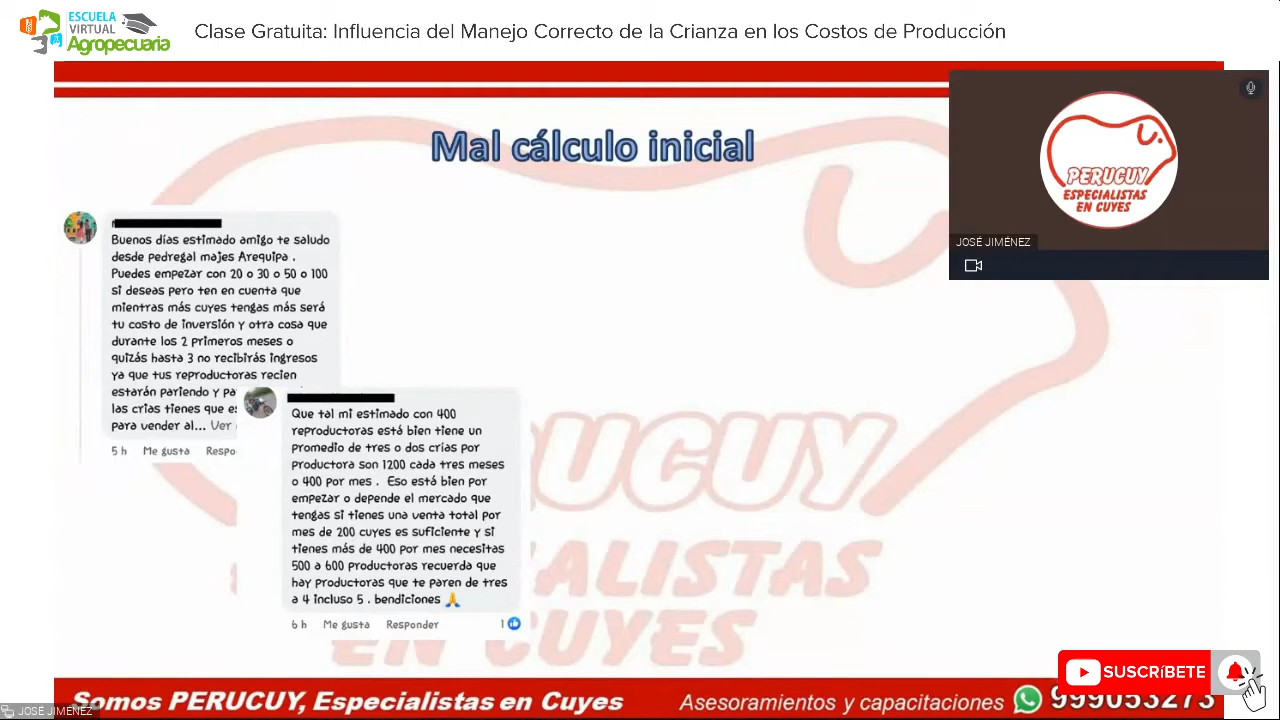 ESCUELA
VIRTUAL
Agropecuaria
Clase Gratuita: Influencia del Manejo Correcto de la Crianza en los Costos de Producción
Mal cálculo inicial
PERUCUY
ESPECIALISTAS
EN CUYES
JOSÉ JIMÉNEZ
Buenos días estimado amigo te saludo
desde pedregal majes Arequipa .
Puedes empezar con 20 o 30 o 50 o 100
si deseas pero ten en cuenta que
mientras más cuyes tengas más será
tu costo de inversión y otra cosa que
durante los 2 primeros meses o
quizás hasta 3 no recibirás ingresos
ya que tus reproductoras recien
estarán pariendo y pa
las crias tienes que es
para vender al... Ver
5 h Me gusta Respo
Que tal mi estimado con 400
reproductoras está bien tiene un
promedio de tres o dos crías por
productora son 1200 cada tres meses
o 400 por mes . Eso está bien por
empezar o depende el mercado que
tengas si tienes una venta total por
mes de 200 cuyes es suficiente y si
tienes más de 400 por mes necesitas
500 a 600 productoras recuerda que
hay productoras que te paren de tres
a 4 incluso 5 . bendiciones 🙏
6 h Me gusta Responder 1
RUCUY
ALISTAS
EN CUYES
SUSCRÍBETE
Somos PERUCUY, Especialistas en Cuyes
Asesoramientos y capacitaciones 999053273
JOSÉ JIMÉNEZ